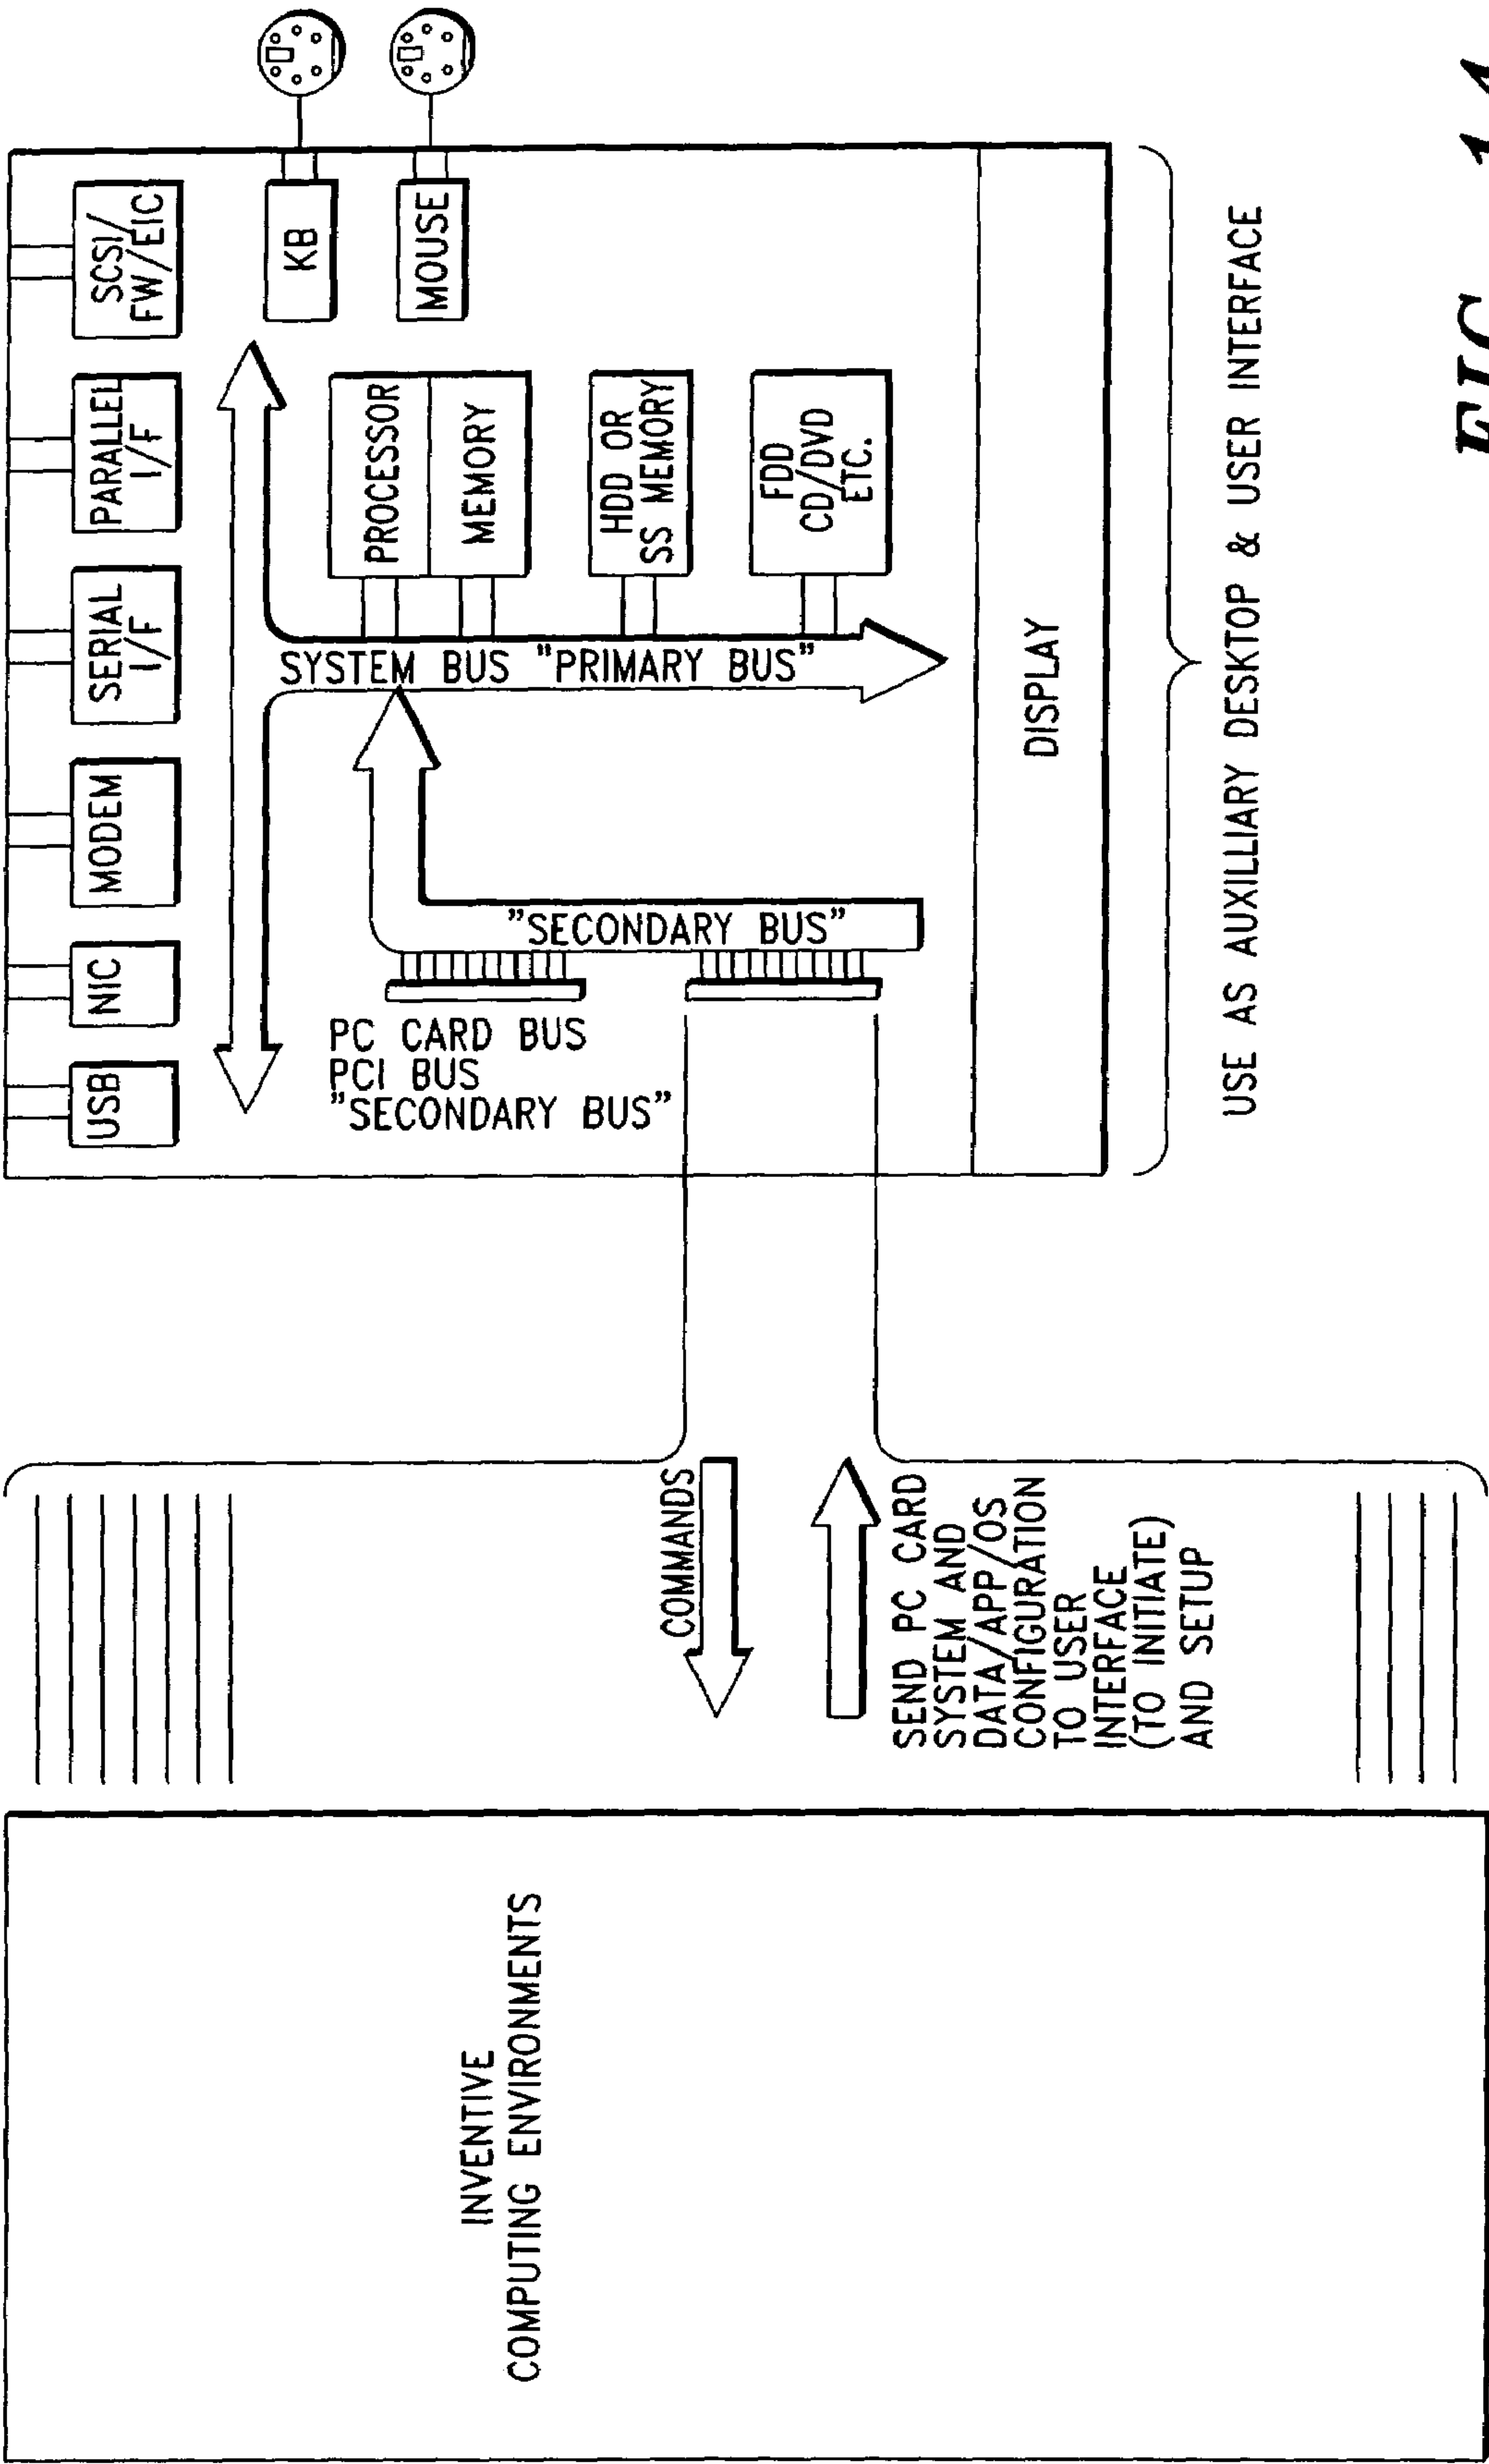 INVENTIVE
COMPUTING ENVIRONMENTS
COMMANDS
SEND PC CARD
SYSTEM AND
DATA/APP/OS
CONFIGURATION
TO USER
INTERFACE
(TO INITIATE)
AND SETUP
USB
NIC
MODEM
SERIAL
I/F
PARALLEL
I/F
SCSI/
FW/EIC
KB
MOUSE
PROCESSOR
MEMORY
HDD OR
SS MEMORY
FDD
CD/DVD
ETC.
SYSTEM BUS "PRIMARY BUS"
"SECONDARY BUS"
PC CARD BUS
PCI BUS
"SECONDARY BUS"
DISPLAY
USE AS AUXILLIARY DESKTOP & USER INTERFACE
FIG.